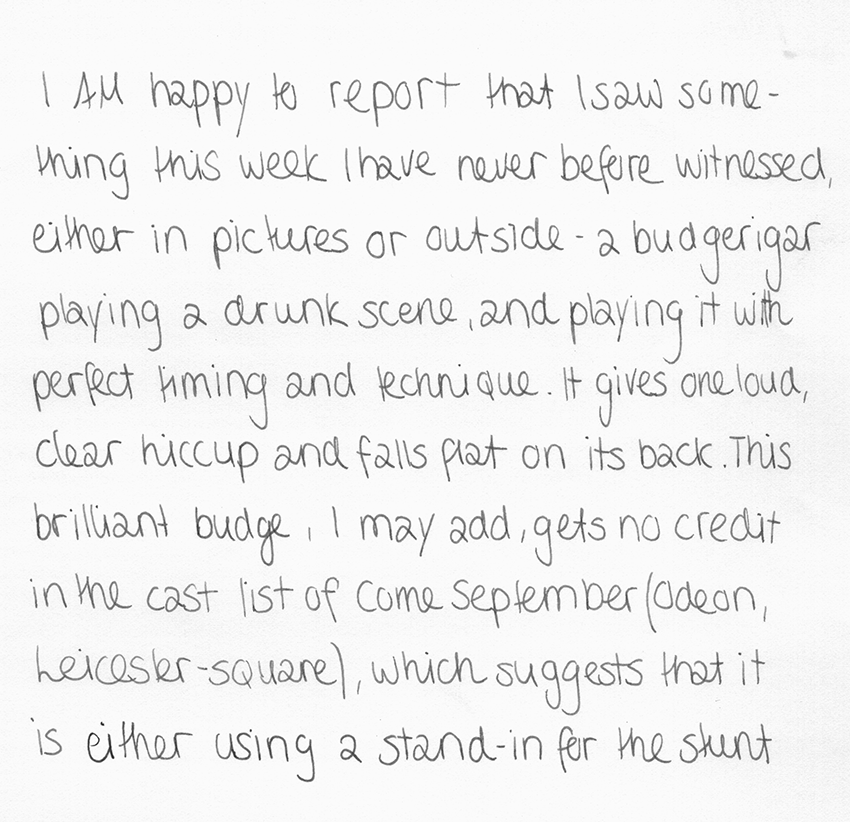 I AM happy to report that I saw some-
thing this week I have never before witnessed,
either in pictures or outside - a budgerigar
playing a drunk scene, and playing it with
perfect timing and technique. It gives one loud,
clear hiccup and falls flat on its back. This
brilliant budge, I may add, gets no credit
in the cast list of Come September (Odeon,
Leicester-square), which suggests that it
is either using a stand-in for the stunt